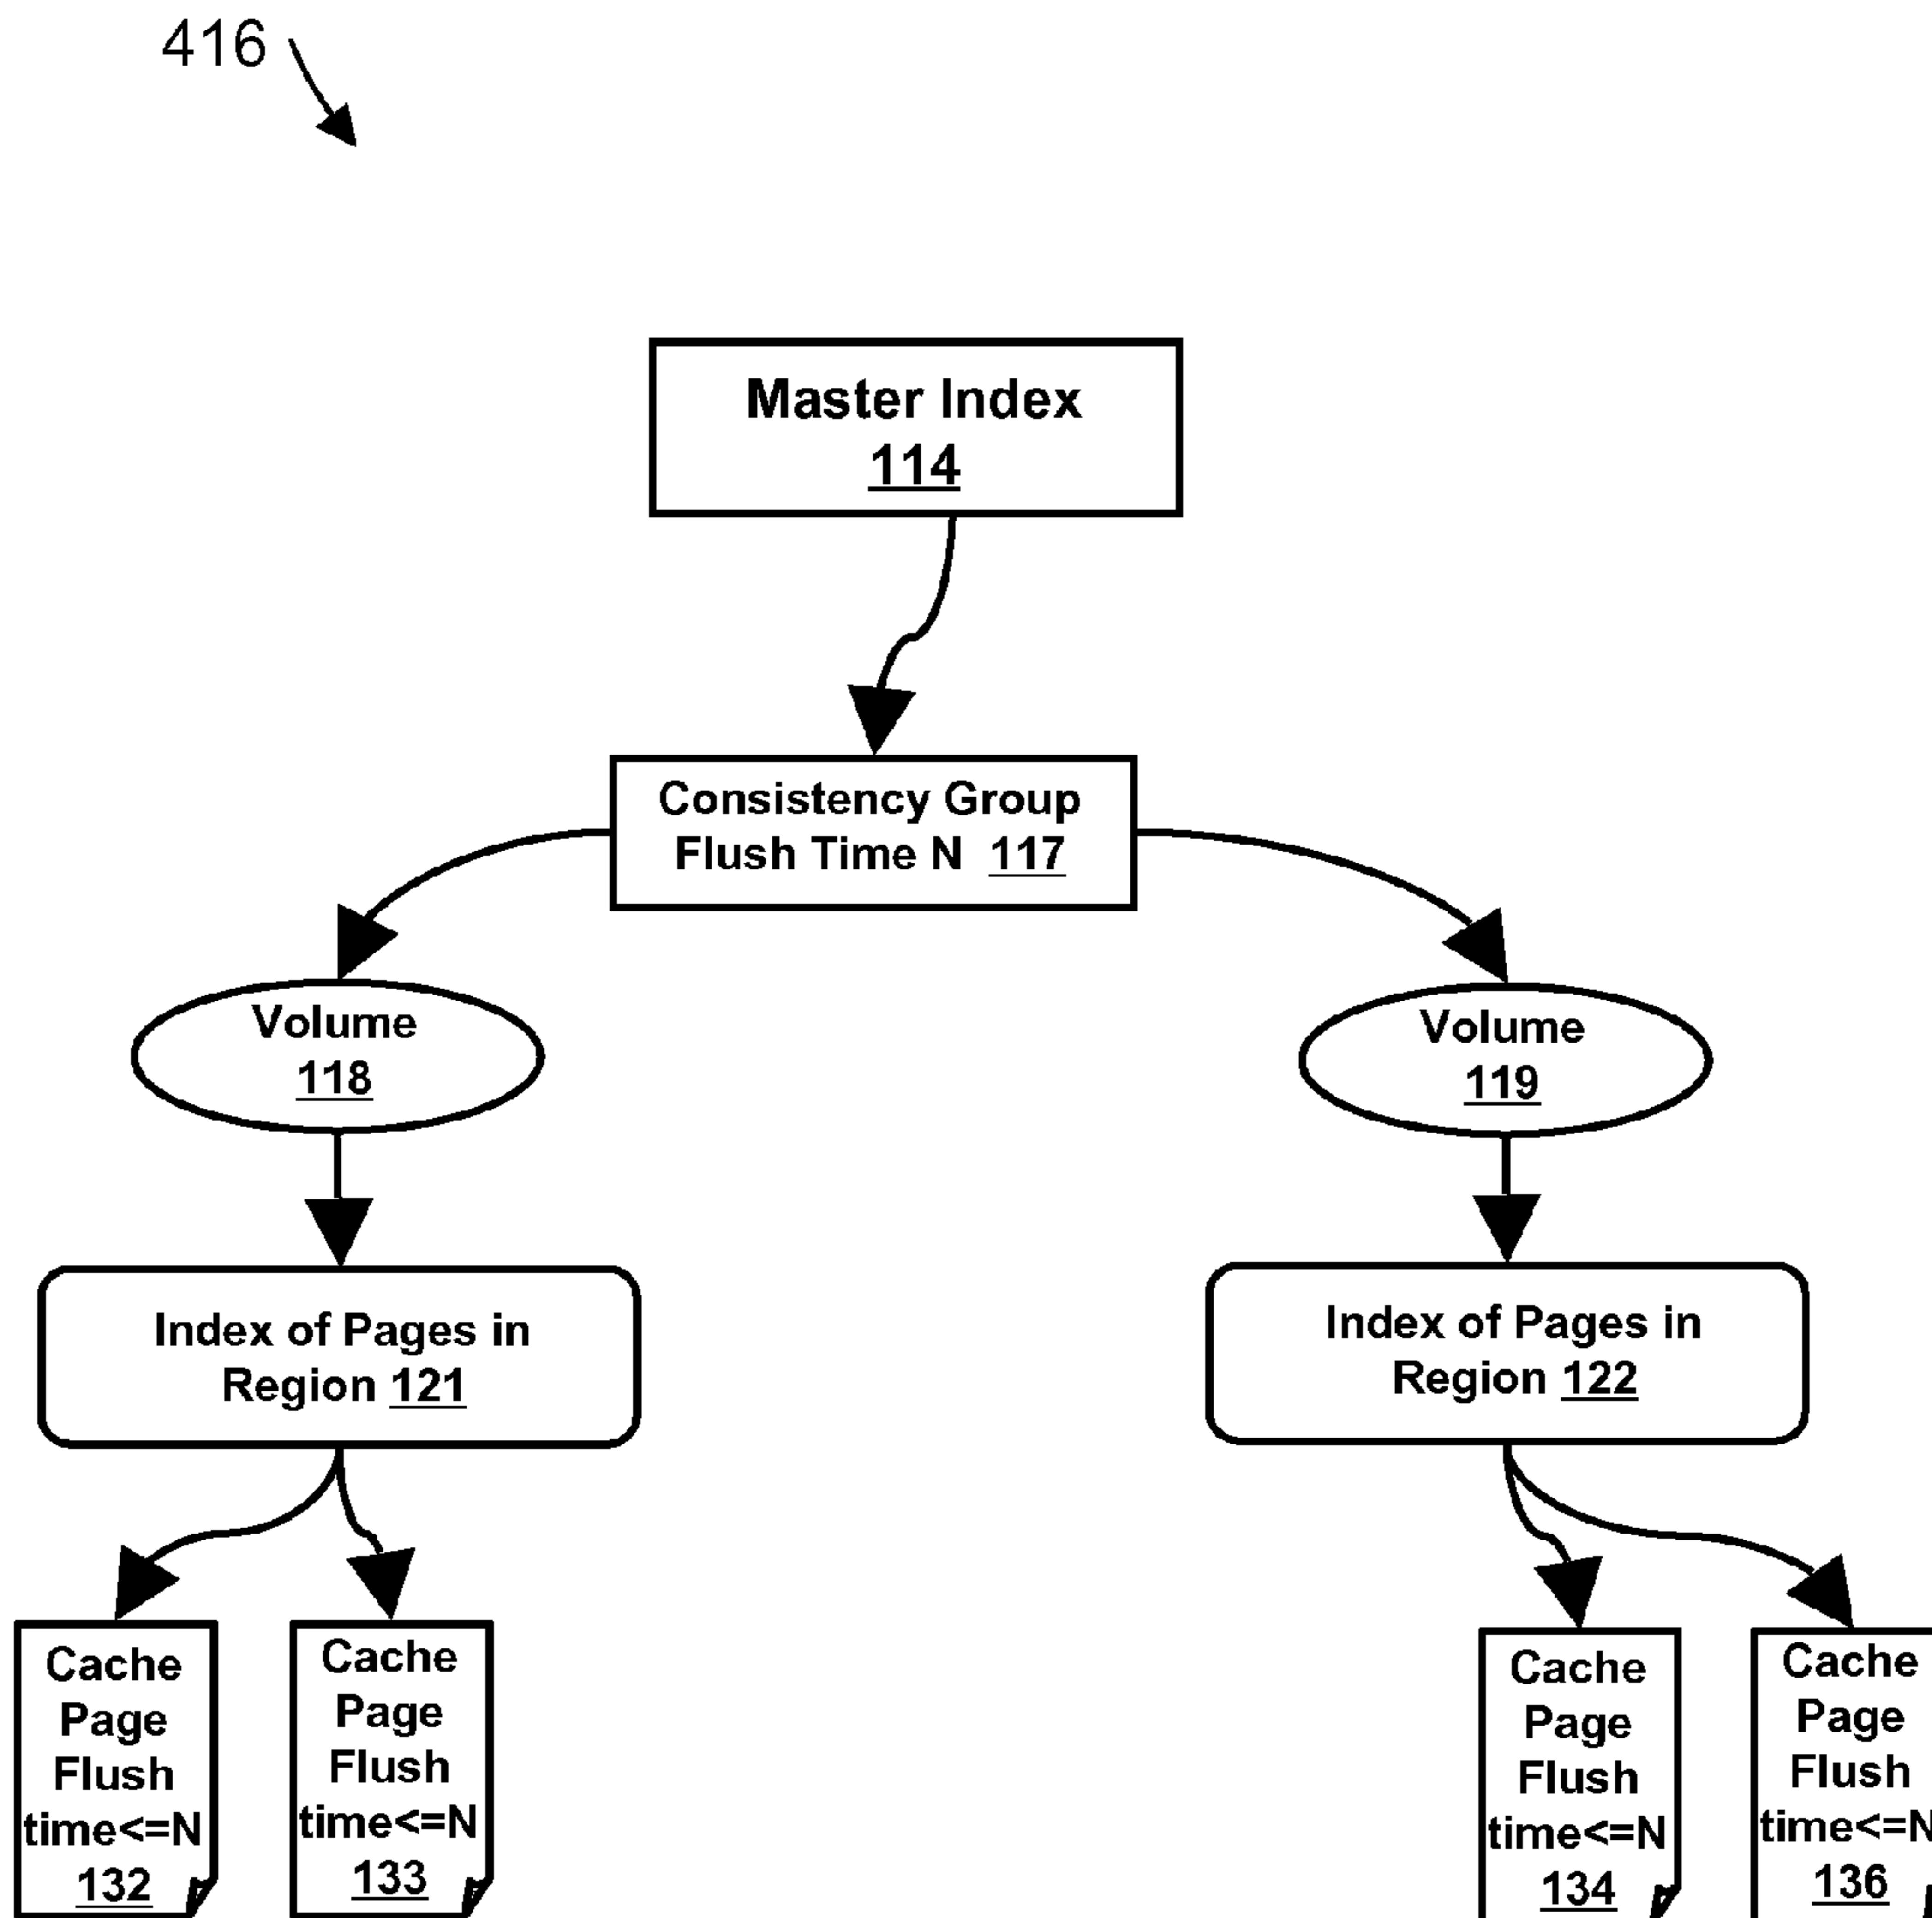 416
Master Index
114
Consistency Group
Flush Time N 117
Volume
118
Volume
119
Index of Pages in
Region 121
Index of Pages in
Region 122
Cache
Page
Flush
time<=N
132
Cache
Page
Flush
time<=N
133
Cache
Page
Flush
time<=N
134
Cache
Page
Flush
time<=N
136